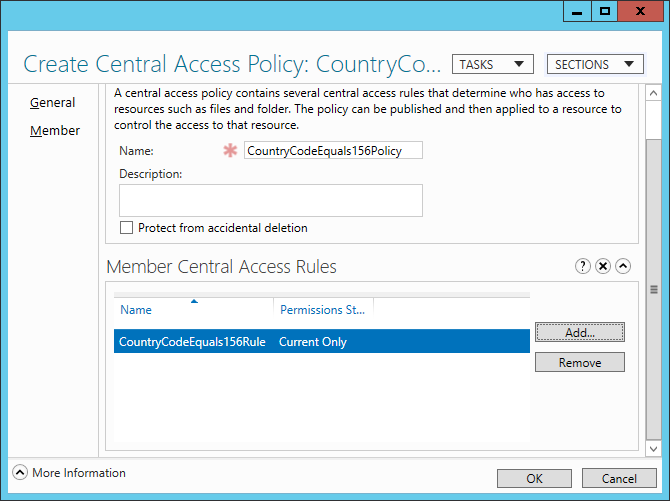 Create Central Access Policy: CountryCo...
TASKS
SECTIONS
General
Member
A central access policy contains several central access rules that determine who has access to
resources such as files and folder. The policy can be published and then applied to a resource to
control the access to that resource.
Name:
CountryCodeEquals156Policy
Description:
Protect from accidental deletion
Member Central Access Rules
Name
Permissions St...
CountryCodeEquals156Rule
Current Only
Add...
Remove
More Information
OK
Cancel